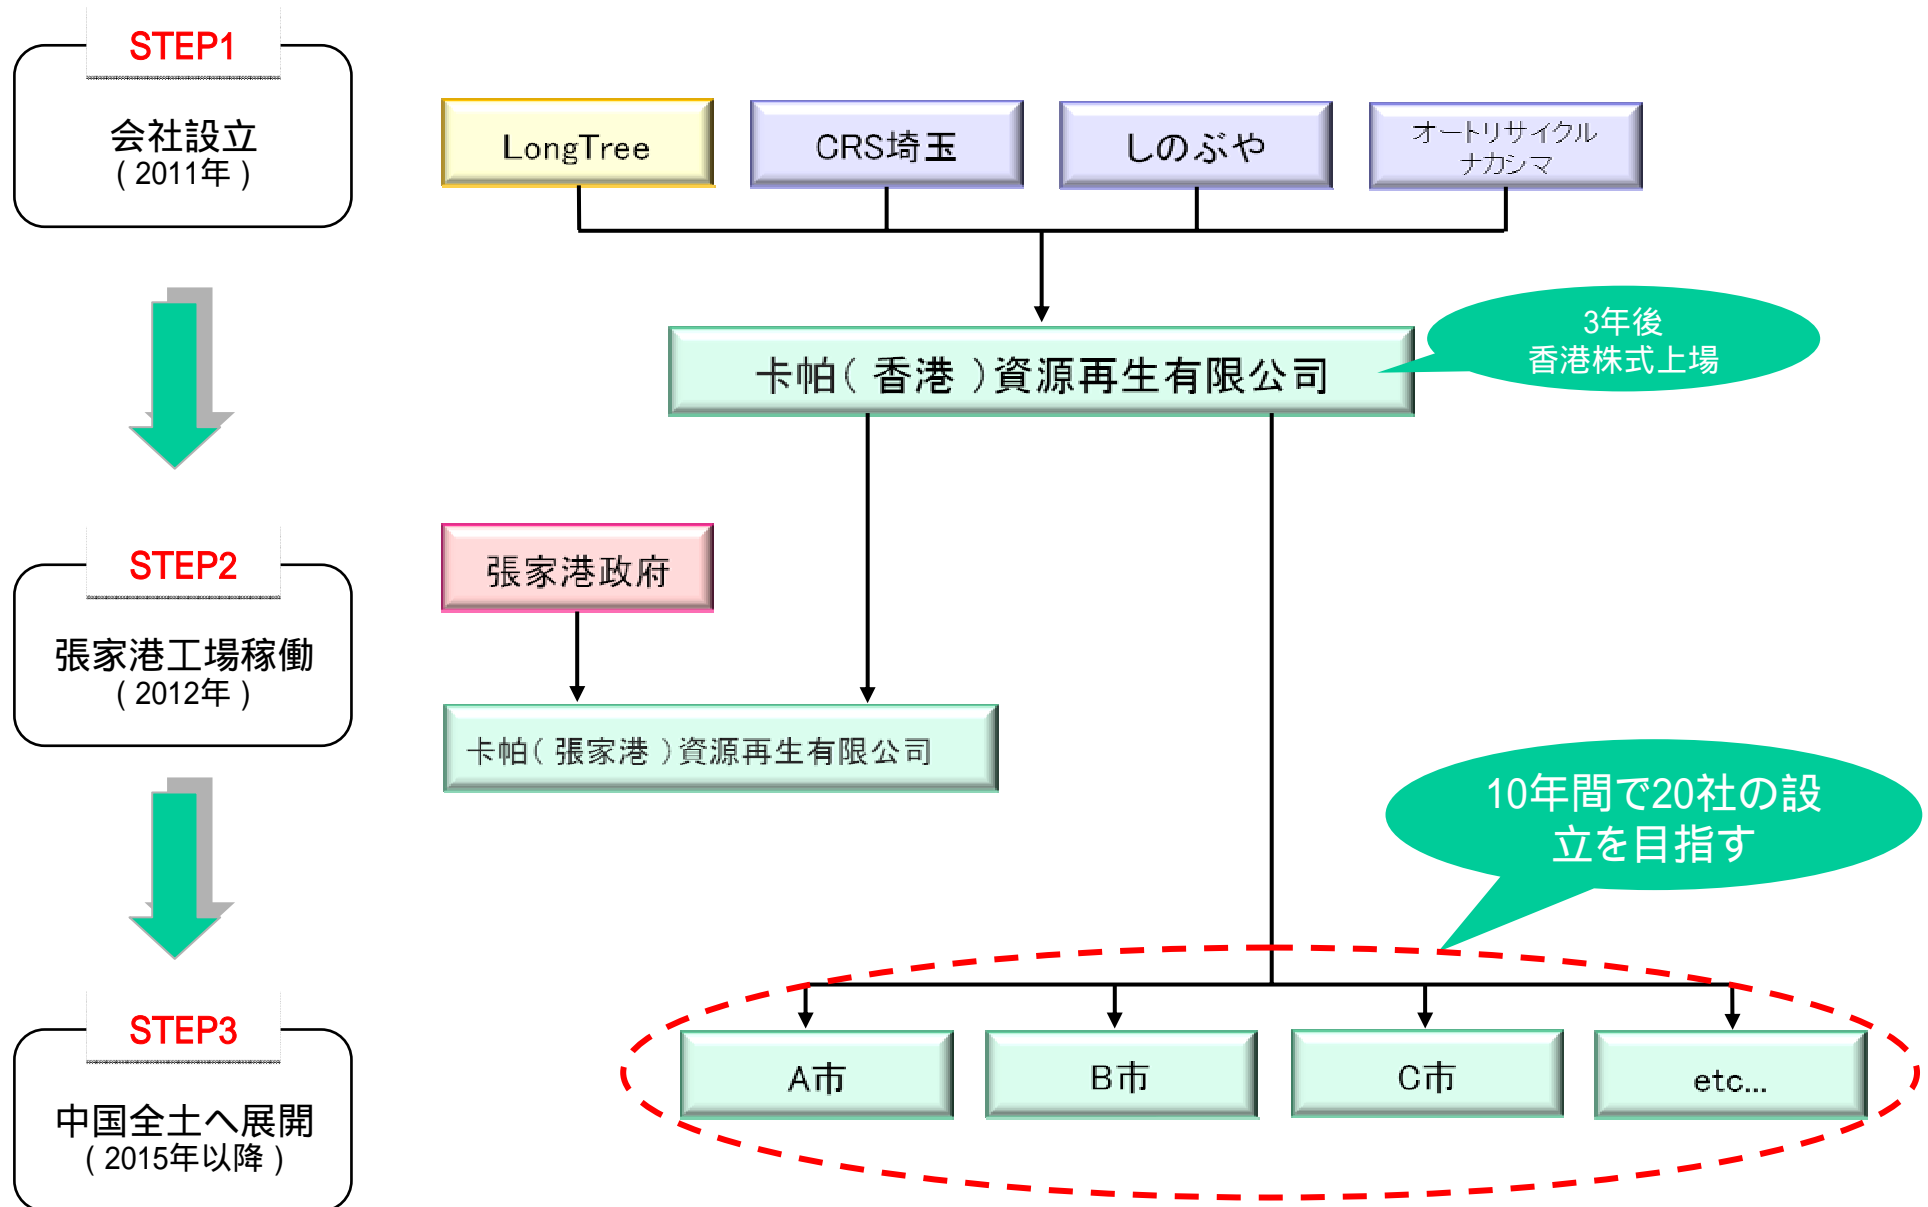 STEP1
会社設立
(2011年)
LongTree
CRS埼玉
しのぶや
オートリサイクル
ナカシマ
3年後
香港株式上場
卡帕(香港)資源再生有限公司
STEP2
張家港工場稼働
(2012年)
張家港政府
卡帕(張家港)資源再生有限公司
10年間で20社の設
立を目指す
STEP3
中国全土へ展開
(2015年以降)
A市
B市
C市
etc...